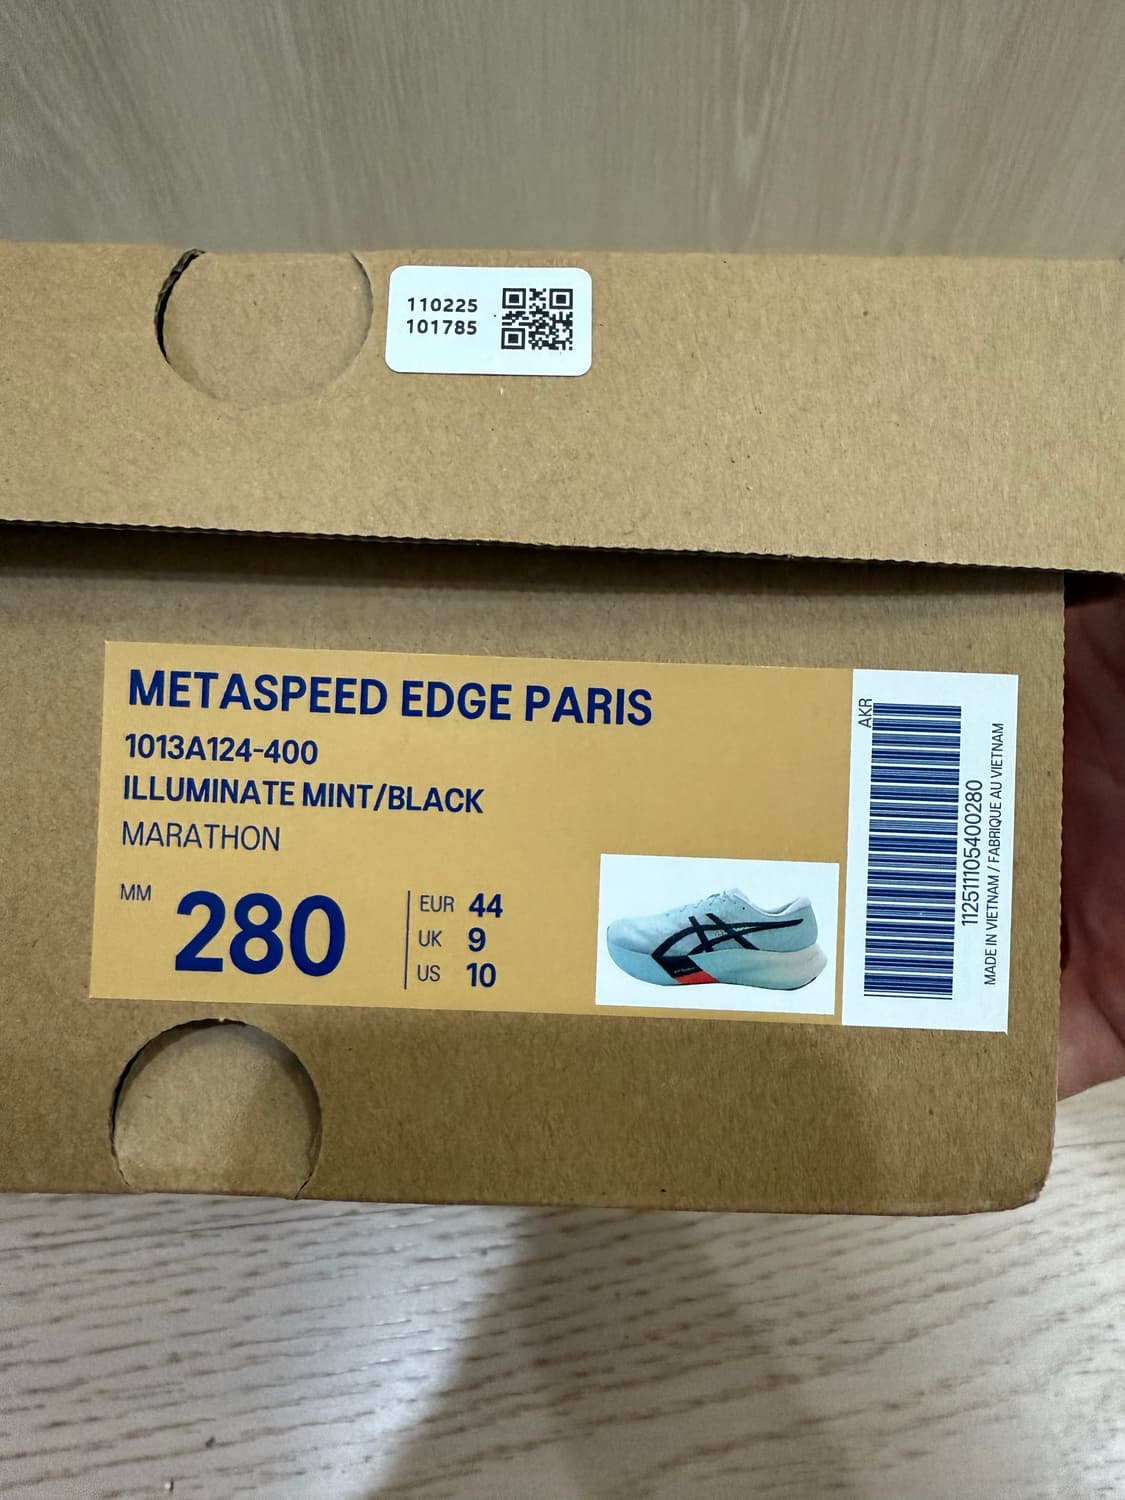 110225
101785
METASPEED EDGE PARIS
1013A124-400
ILLUMINATE MINT/BLACK
MARATHON
MM
280
EUR 44
UK 9
US 10
AKR
112511105400280
MADE IN VIETNAM / FABRIQUE AU VIETNAM